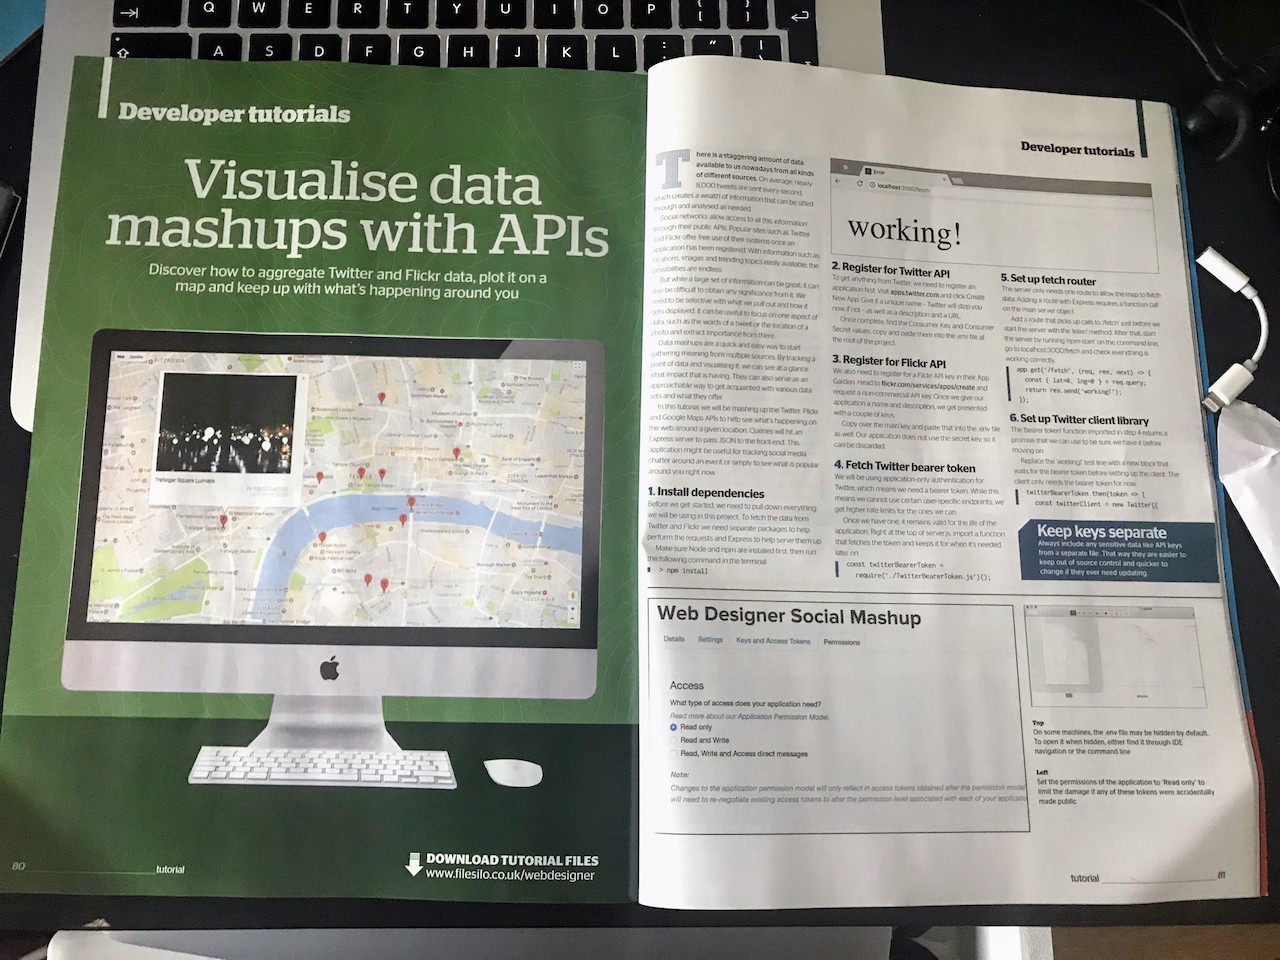 Q W E R T Y U I O P { [ } ]
A S D F G H J K L : ; " '
Developer tutorials
Visualise data
mashups with APIs
Discover how to aggregate Twitter and Flickr data, plot it on a
map and keep up with what's happening around you
Trafalgar Square Lumiere
DOWNLOAD TUTORIAL FILES
www.filesilo.co.uk/webdesigner
80
tutorial
Developer tutorials
There is a staggering amount of data
available to us nowadays from all kinds
of different sources. On average, nearly
8,000 tweets are sent every second,
which creates a wealth of information that can be sifted
through and analysed as needed.
Social networks allow access to all this information
through their public APIs. Popular sites such as Twitter
and Flickr offer free use of their systems once an
application has been registered. With information such as
locations, images and trending topics easily available, the
possibilities are endless.
But while a large set of information can be great, it can
also be difficult to obtain any significance from it. We
need to be selective with what we pull out and how it
gets displayed. It can be useful to focus on one aspect of
data, such as the words of a tweet or the location of a
photo and extract importance from there.
Data mashups are a quick and easy way to start
gathering meaning from multiple sources. By tracking a
point of data and visualising it, we can see at a glance
what impact that is having. They can also serve as an
approachable way to get acquainted with various data
sets and what they offer.
In this tutorial, we will be mashing up the Twitter, Flickr
and Google Maps APIs to help see what's happening on
the web around a given location. Queries will hit an
Express server to pass JSON to the front-end. This
application might be useful for tracking social media
chatter around an event or simply to see what is popular
around you right now.
1. Install dependencies
Before we get started, we need to pull down everything
we will be using in this project. To fetch the data from
Twitter and Flickr we need separate packages to help
perform the requests and Express to help serve them up.
Make sure Node and npm are installed first, then run
the following command in the terminal.
> npm install
Error
localhost:3000/fetch
working!
2. Register for Twitter API
To get anything from Twitter, we need to register an
application first. Visit apps.twitter.com and click Create
New App. Give it a unique name – Twitter will stop you
now if not – as well as a description and a URL.
Once complete, find the Consumer Key and Consumer
Secret values, copy and paste them into the .env file at
the root of the project.
3. Register for Flickr API
We also need to register for a Flickr API key in their App
Garden. Head to flickr.com/services/apps/create and
request a non-commercial API key. Once we give our
application a name and description, we get presented
with a couple of keys.
Copy over the main key and paste that into the .env file
as well. Our application does not use the secret key, so it
can be discarded.
4. Fetch Twitter bearer token
We will be using application-only authentication for
Twitter, which means we need a bearer token. While this
means we cannot use certain user-specific endpoints, we
get higher rate limits for the ones we can.
Once we have one, it remains valid for the life of the
application. Right at the top of server.js, import a function
that fetches the token and keeps it for when it's needed
later on.
const twitterBearerToken =
require('./TwitterBearerToken.js')();
5. Set up fetch router
The server only needs one route to allow the map to fetch
data. Adding a route with Express requires a function call
on the main server object.
Add a route that picks up calls to '/fetch' just before we
start the server with the 'listen' method. After that, start
the server by running 'npm start' on the command line,
go to localhost:3000/fetch and check everything is
working correctly.
app.get('/fetch', (req, res, next) => {
const { lat=0, lng=0 } = req.query;
return res.send('working!');
});
6. Set up Twitter client library
The 'bearer token' function imported in step 4 returns a
promise that we can use to be sure we have it before
moving on.
Replace the 'working!' test line with a new block that
waits for the bearer token before setting up the client. The
client only needs the bearer token for now.
twitterBearerToken.then(token => {
const twitterClient = new Twitter({
Keep keys separate
Always include any sensitive data like API keys
from a separate file. That way they are easier to
keep out of source control and quicker to
change if they ever need updating.
Web Designer Social Mashup
Details Settings Keys and Access Tokens Permissions
Access
What type of access does your application need?
Read more about our Application Permission Model.
Read only
Read and Write
Read, Write and Access direct messages
Note:
Changes to the application permission model will only reflect in access tokens obtained after the permission model
will need to re-negotiate existing access tokens to alter the permission level associated with each of your application
Top
On some machines, the .env file may be hidden by default.
To open it when hidden, either find it through IDE
navigation or the command line
Left
Set the permissions of the application to 'Read only' to
limit the damage if any of these tokens were accidentally
made public
tutorial
81